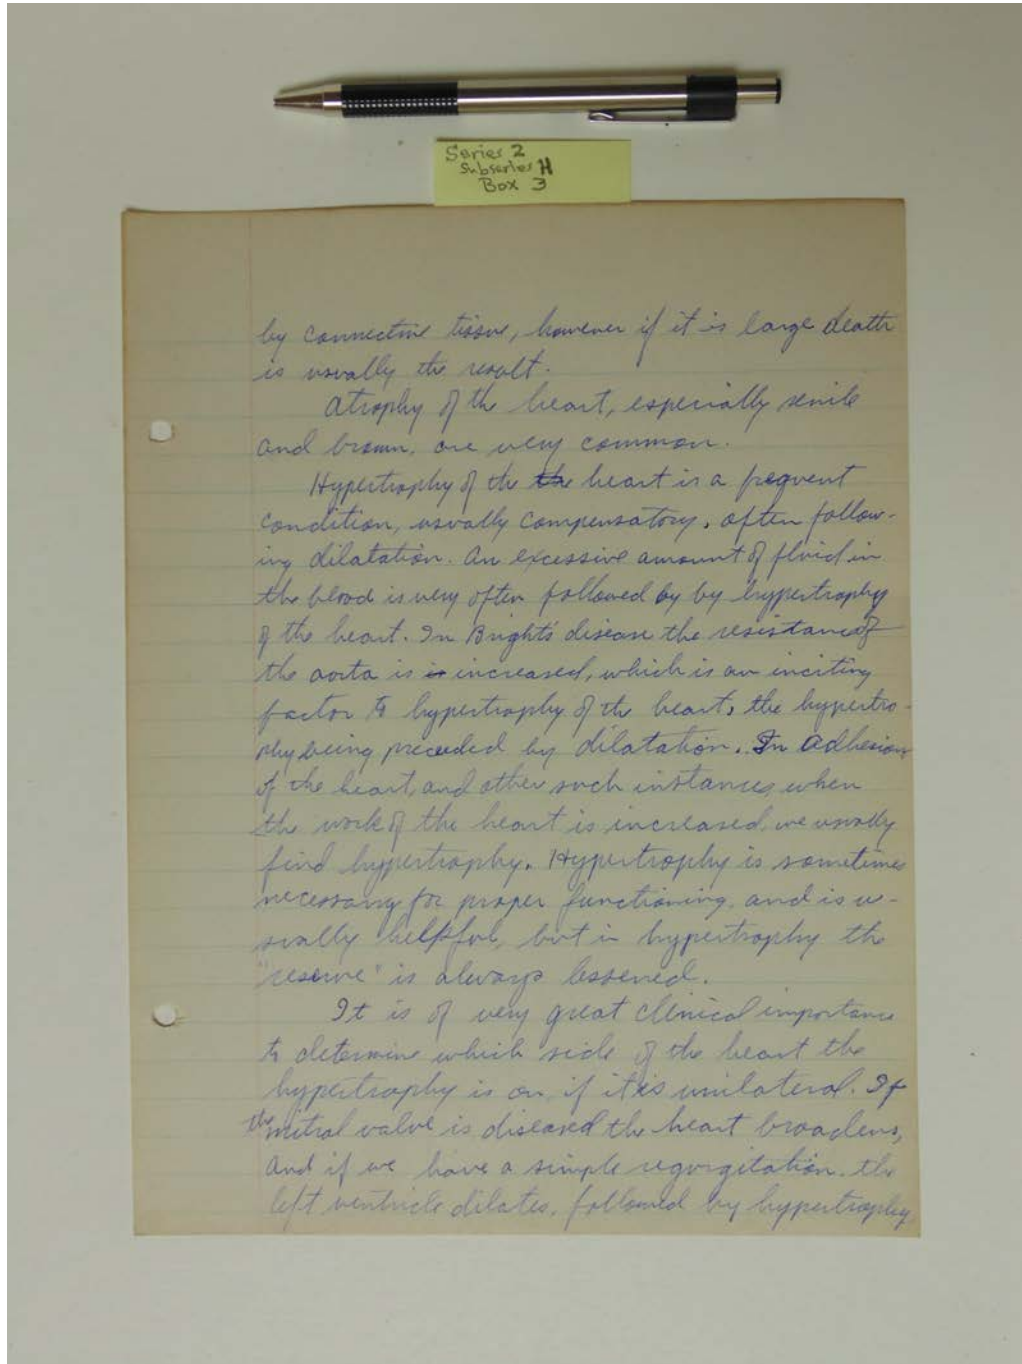 Series 2
Subseries H
Box 3
by connective tissue, however if it is large death
is usually the result.
Atrophy of the heart, especially senile
and brown, are very common.
Hypertrophy of the the heart is a frequent
condition, usually compensatory, often follow-
ing dilatation. An excessive amount of fluid in
the blood is very often followed by by hypertrophy
of the heart. In Bright's disease the resistance of
the aorta is is increased, which is an inciting
factor to hypertrophy of the heart, the hypertro-
phy being preceded by dilatation. In adhesions
of the heart, and other such instances, when
the work of the heart is increased, we usually
find hypertrophy. Hypertrophy is sometimes
necessary for proper functioning, and is u-
sually helpful, but in hypertrophy the
"reserve" is always lessened.
It is of very great clinical importance
to determine which side of the heart the
hypertrophy is on, if it is unilateral. If
the mitral valve is diseased the heart broadens,
and if we have a simple regurgitation, the
left ventricle dilates, followed by hypertrophy